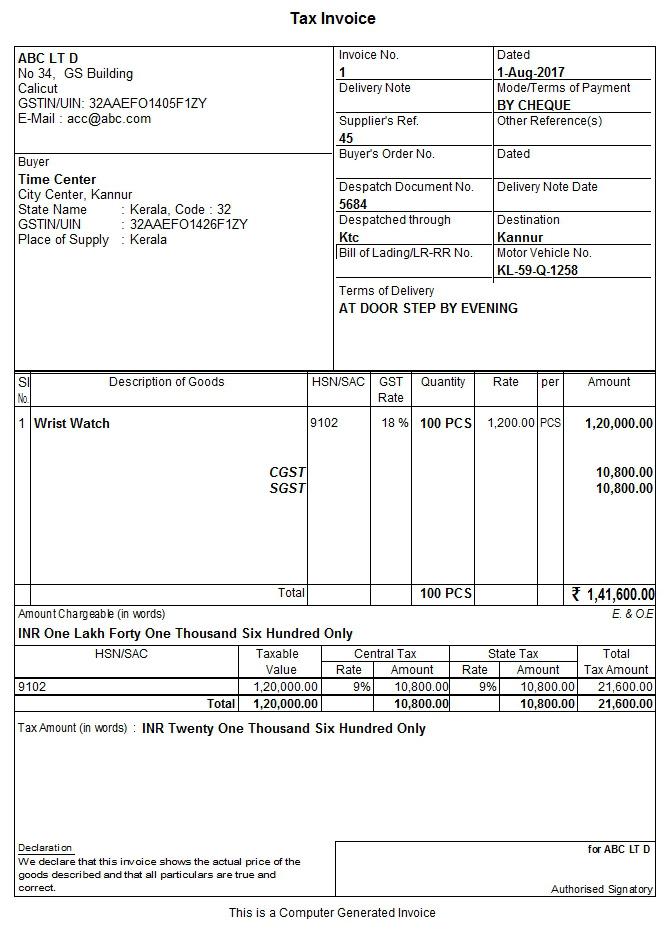 Tax Invoice
ABC LT D
No 34, GS Building
Calicut
GSTIN/UIN: 32AAEFO1405F1ZY
E-Mail : acc@abc.com
Invoice No.
1
Dated
1-Aug-2017
Delivery Note
Mode/Terms of Payment
BY CHEQUE
Supplier's Ref.
45
Other Reference(s)
Buyer
Time Center
City Center, Kannur
State Name : Kerala, Code : 32
GSTIN/UIN : 32AAEFO1426F1ZY
Place of Supply : Kerala
Buyer's Order No.
Dated
Despatch Document No.
5684
Delivery Note Date
Despatched through
Ktc
Destination
Kannur
Bill of Lading/LR-RR No.
Motor Vehicle No.
KL-59-Q-1258
Terms of Delivery
AT DOOR STEP BY EVENING
Sl No. Description of Goods HSN/SAC GST Rate Quantity Rate per Amount
1 Wrist Watch 9102 18 % 100 PCS 1,200.00 PCS 1,20,000.00
CGST 10,800.00
SGST 10,800.00
Total 100 PCS ₹ 1,41,600.00
Amount Chargeable (in words) E. & O.E
INR One Lakh Forty One Thousand Six Hundred Only
HSN/SAC Taxable Value Central Tax State Tax Total Tax Amount
Rate Amount Rate Amount
9102 1,20,000.00 9% 10,800.00 9% 10,800.00 21,600.00
Total 1,20,000.00 10,800.00 10,800.00 21,600.00
Tax Amount (in words) : INR Twenty One Thousand Six Hundred Only
Declaration
We declare that this invoice shows the actual price of the
goods described and that all particulars are true and
correct.
for ABC LT D
Authorised Signatory
This is a Computer Generated Invoice